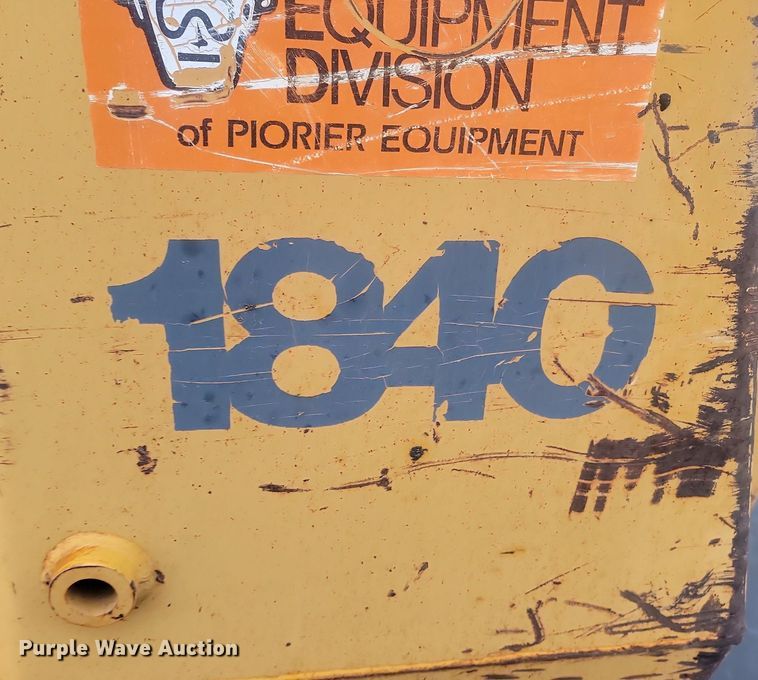 EQUIPMENT
DIVISION
of PIORIER EQUIPMENT
1840
Purple Wave Auction